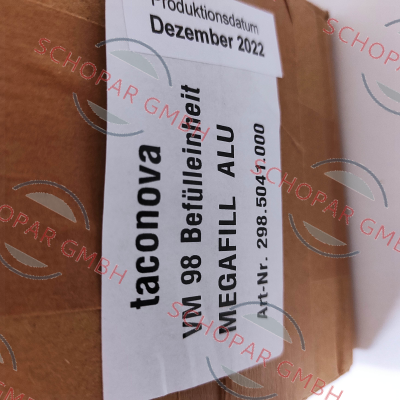 Produktionsdatum
Dezember 2022
taconova
VM 98 Befülleinheit
MEGAFILL ALU
Art-Nr. 298.5041.000
SCHOPAR GMBH
SCHOPAR GMBH
SCHOPAR GMBH
SCHOPAR GMBH